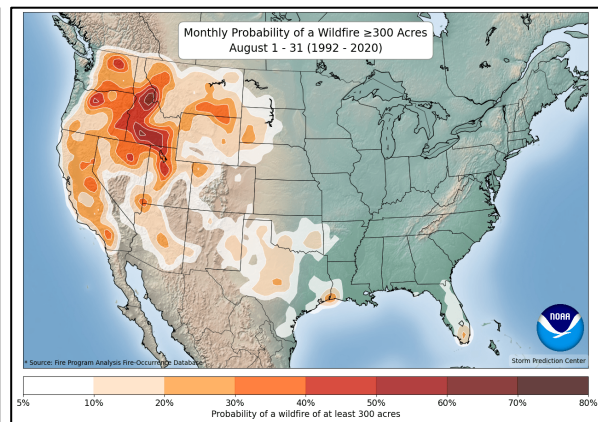 Monthly Probability of a Wildfire ≥300 Acres
August 1 - 31 (1992 - 2020)
NOAA
* Source: Fire Program Analysis Fire-Occurrence Database
Storm Prediction Center
5% 10% 20% 30% 40% 50% 60% 70% 80%
Probability of a wildfire of at least 300 acres